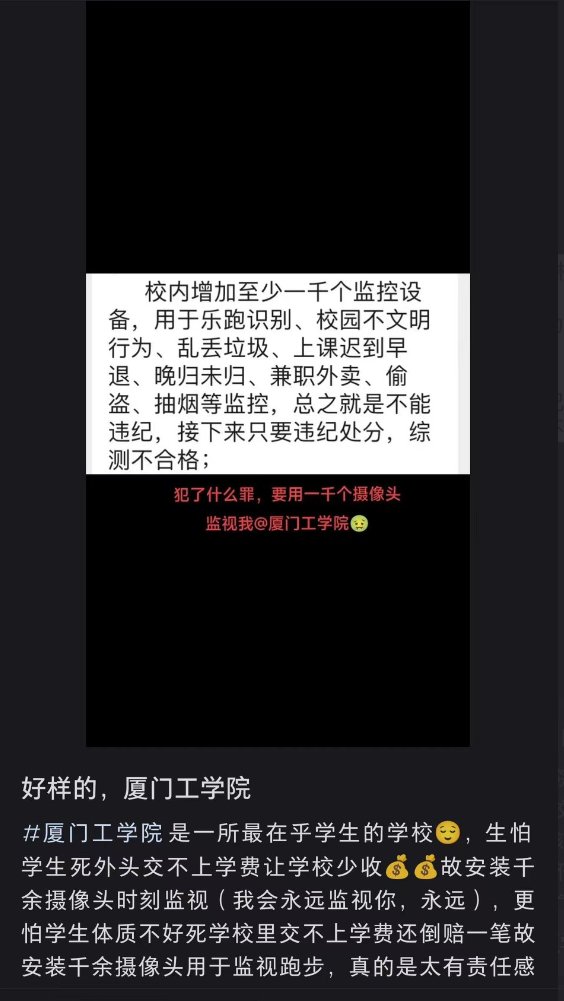 校内增加至少一千个监控设
备，用于乐跑识别、校园不文明
行为、乱丢垃圾、上课迟到早
退、晚归未归、兼职外卖、偷
盗、抽烟等监控，总之就是不能
违纪，接下来只要违纪处分，综
测不合格；
犯了什么罪，要用一千个摄像头
监视我@厦门工学院🤢
好样的，厦门工学院
#厦门工学院 是一所最在乎学生的学校😌，生怕
学生死外头交不上学费让学校少收💰💰故安装千
余摄像头时刻监视（我会永远监视你，永远），更
怕学生体质不好死学校里交不上学费还倒赔一笔故
安装千余摄像头用于监视跑步，真的是太有责任感